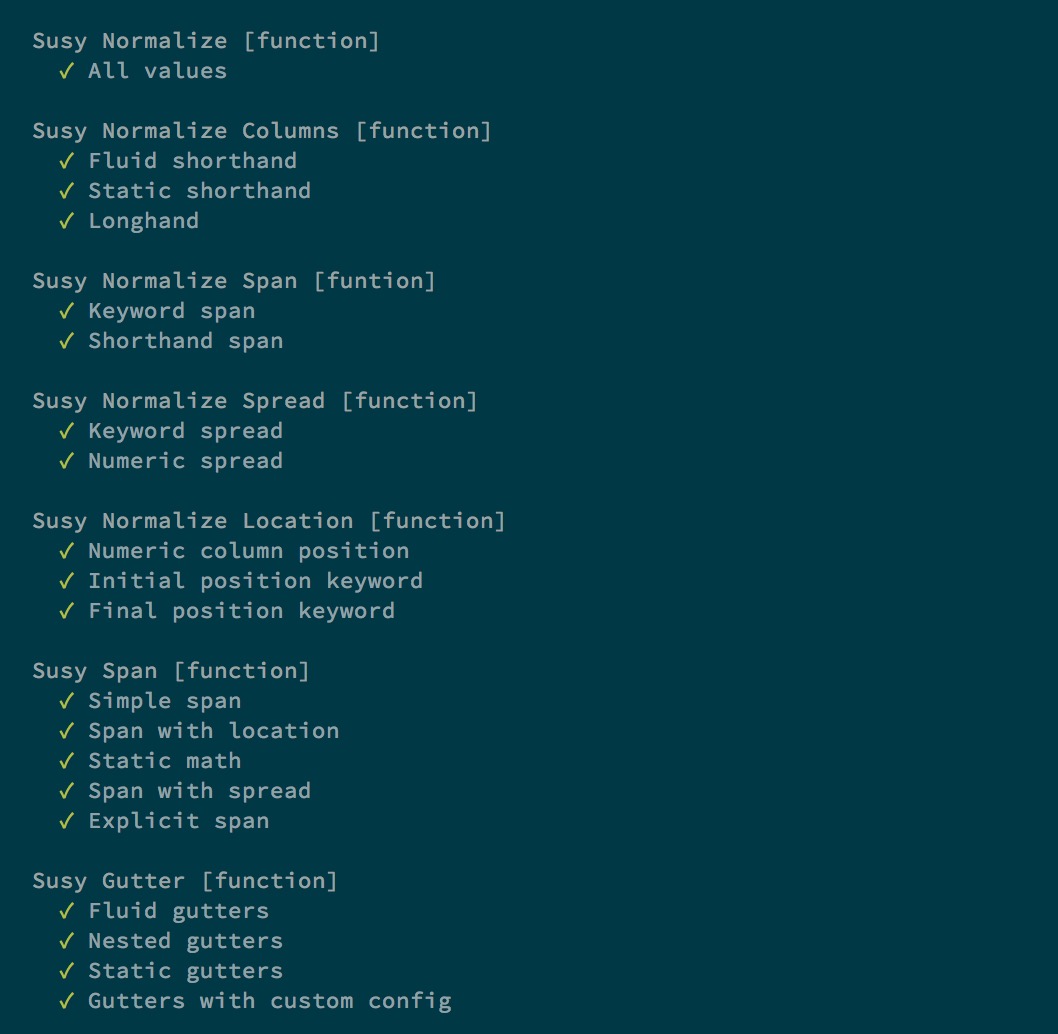 Susy Normalize [function]
✓ All values
Susy Normalize Columns [function]
✓ Fluid shorthand
✓ Static shorthand
✓ Longhand
Susy Normalize Span [funtion]
✓ Keyword span
✓ Shorthand span
Susy Normalize Spread [function]
✓ Keyword spread
✓ Numeric spread
Susy Normalize Location [function]
✓ Numeric column position
✓ Initial position keyword
✓ Final position keyword
Susy Span [function]
✓ Simple span
✓ Span with location
✓ Static math
✓ Span with spread
✓ Explicit span
Susy Gutter [function]
✓ Fluid gutters
✓ Nested gutters
✓ Static gutters
✓ Gutters with custom config